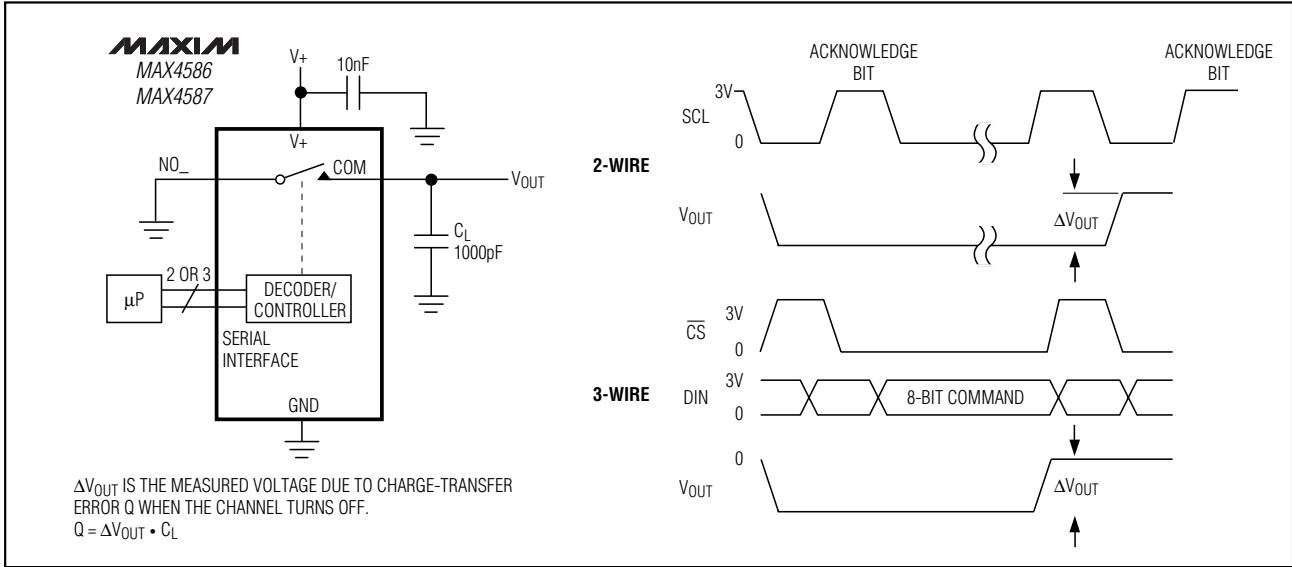 MAXIM
MAX4586
MAX4587
V+
10nF
V+
NO_
COM
VOUT
CL
1000pF
µP
2 OR 3
DECODER/
CONTROLLER
SERIAL
INTERFACE
GND
ΔVOUT IS THE MEASURED VOLTAGE DUE TO CHARGE-TRANSFER
ERROR Q WHEN THE CHANNEL TURNS OFF.
Q = ΔVOUT • CL
2-WIRE
ACKNOWLEDGE
BIT
ACKNOWLEDGE
BIT
3V
SCL
0
VOUT
ΔVOUT
3-WIRE
3V
CS
0
3V
DIN
0
8-BIT COMMAND
0
VOUT
ΔVOUT